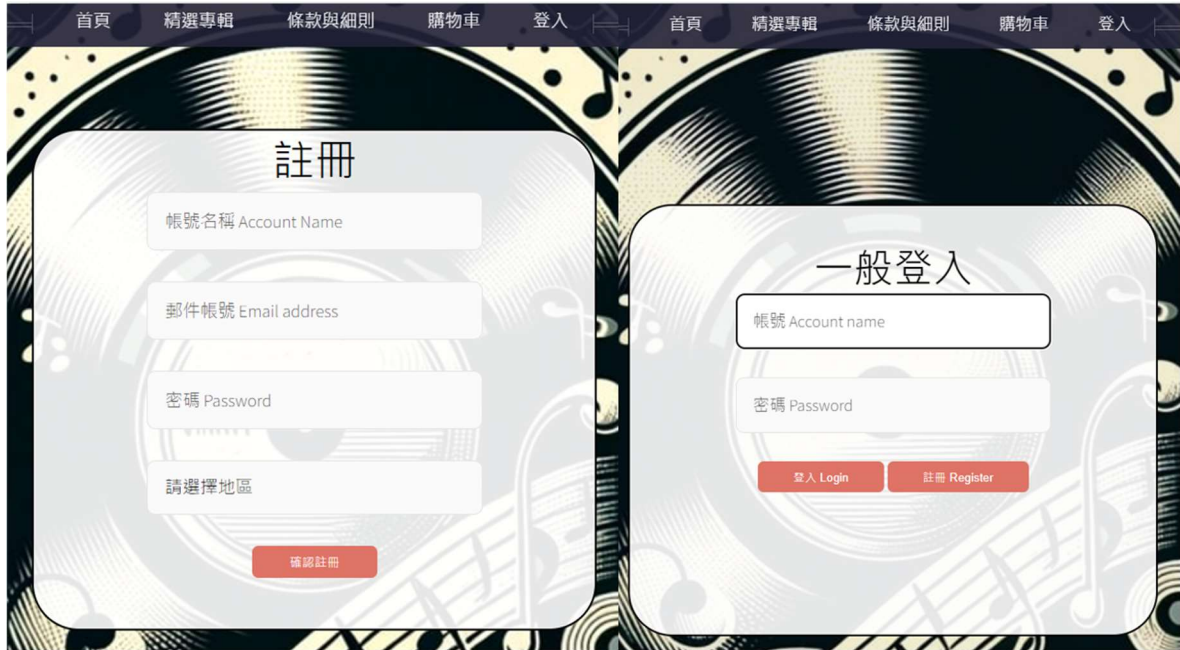 首頁 精選專輯 條款與細則 購物車 登入
註冊
帳號名稱 Account Name
郵件帳號 Email address
密碼 Password
請選擇地區
確認註冊
首頁 精選專輯 條款與細則 購物車 登入
一般登入
帳號 Account name
密碼 Password
登入 Login 註冊 Register